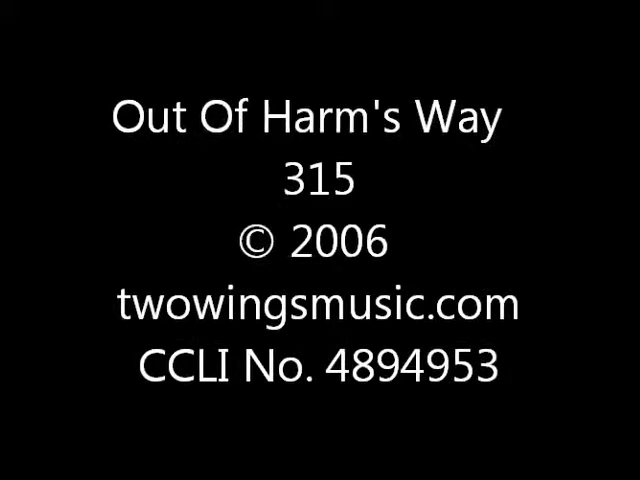 Out Of Harm's Way
315
© 2006
twowingsmusic.com
CCLI No. 4894953